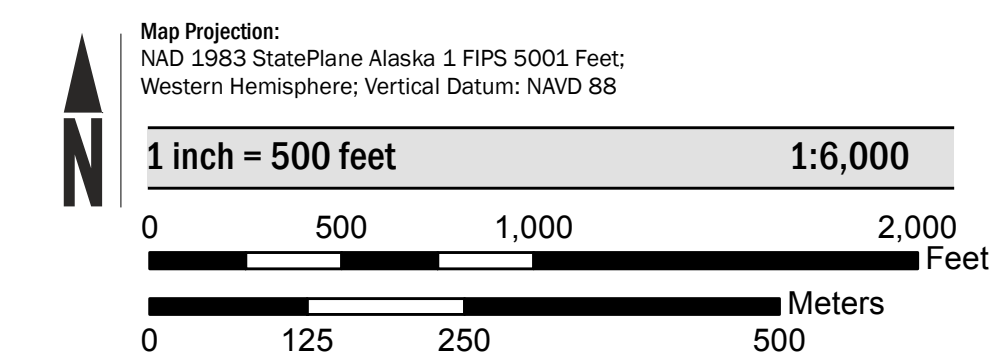 Map Projection:
NAD 1983 StatePlane Alaska 1 FIPS 5001 Feet;
Western Hemisphere; Vertical Datum: NAVD 88
N
1 inch = 500 feet 1:6,000
0 500 1,000 2,000
Feet
Meters
0 125 250 500